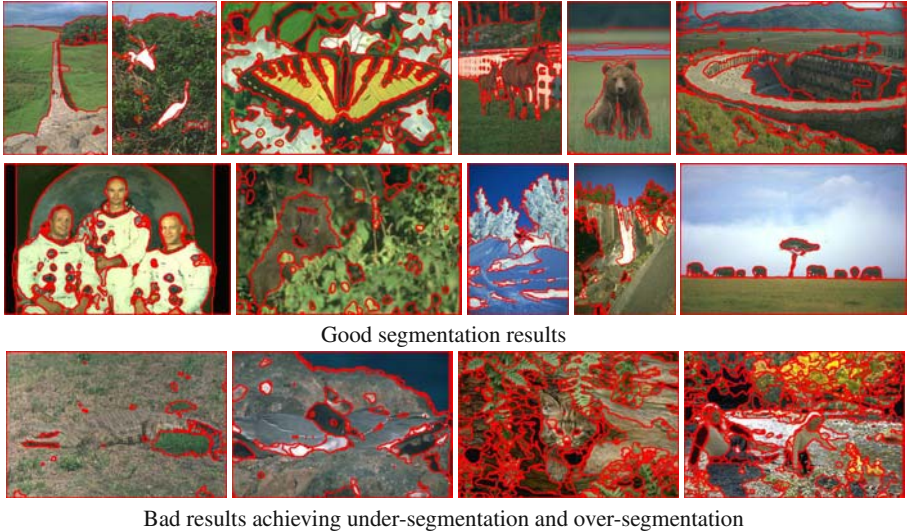 Good segmentation results
Bad results achieving under-segmentation and over-segmentation